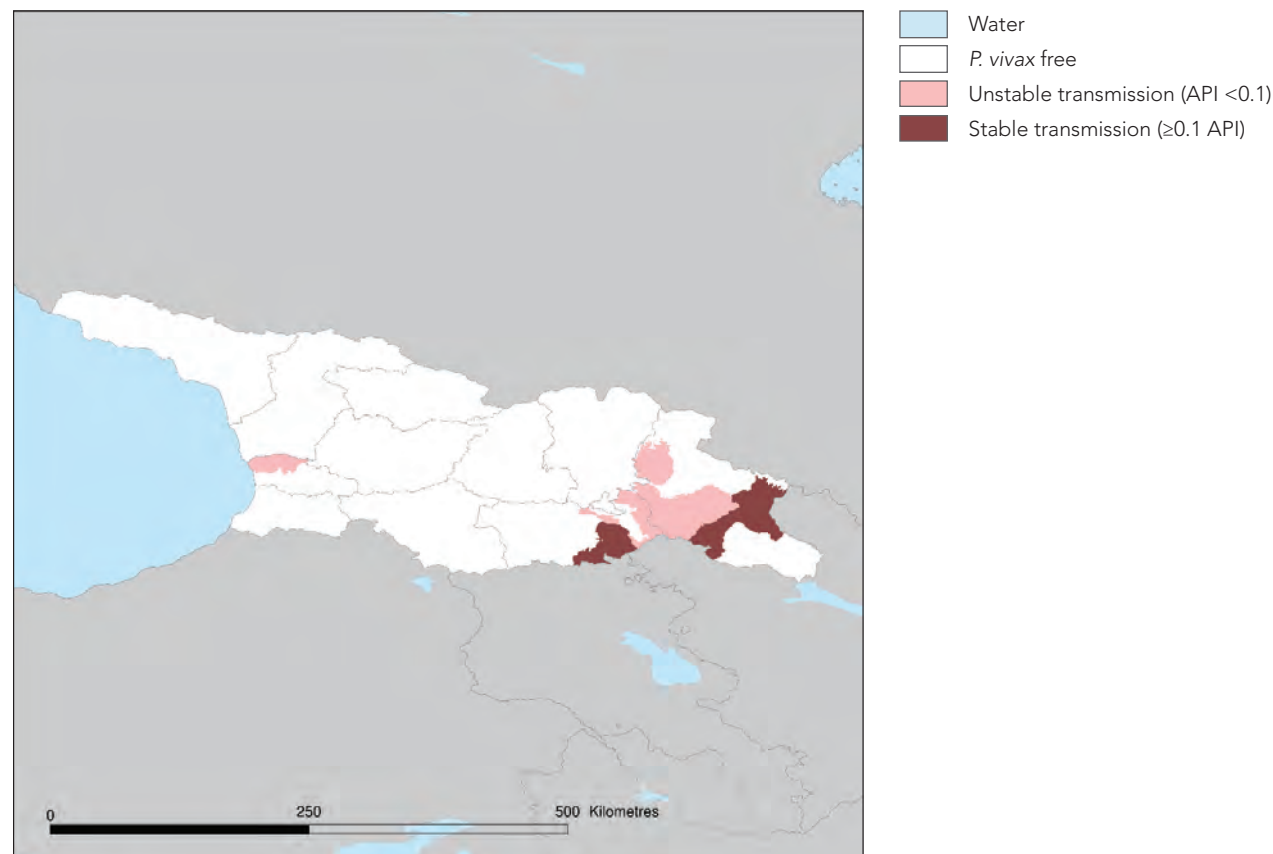 Water
P. vivax free
Unstable transmission (API <0.1)
Stable transmission (≥0.1 API)
0 250 500 Kilometres